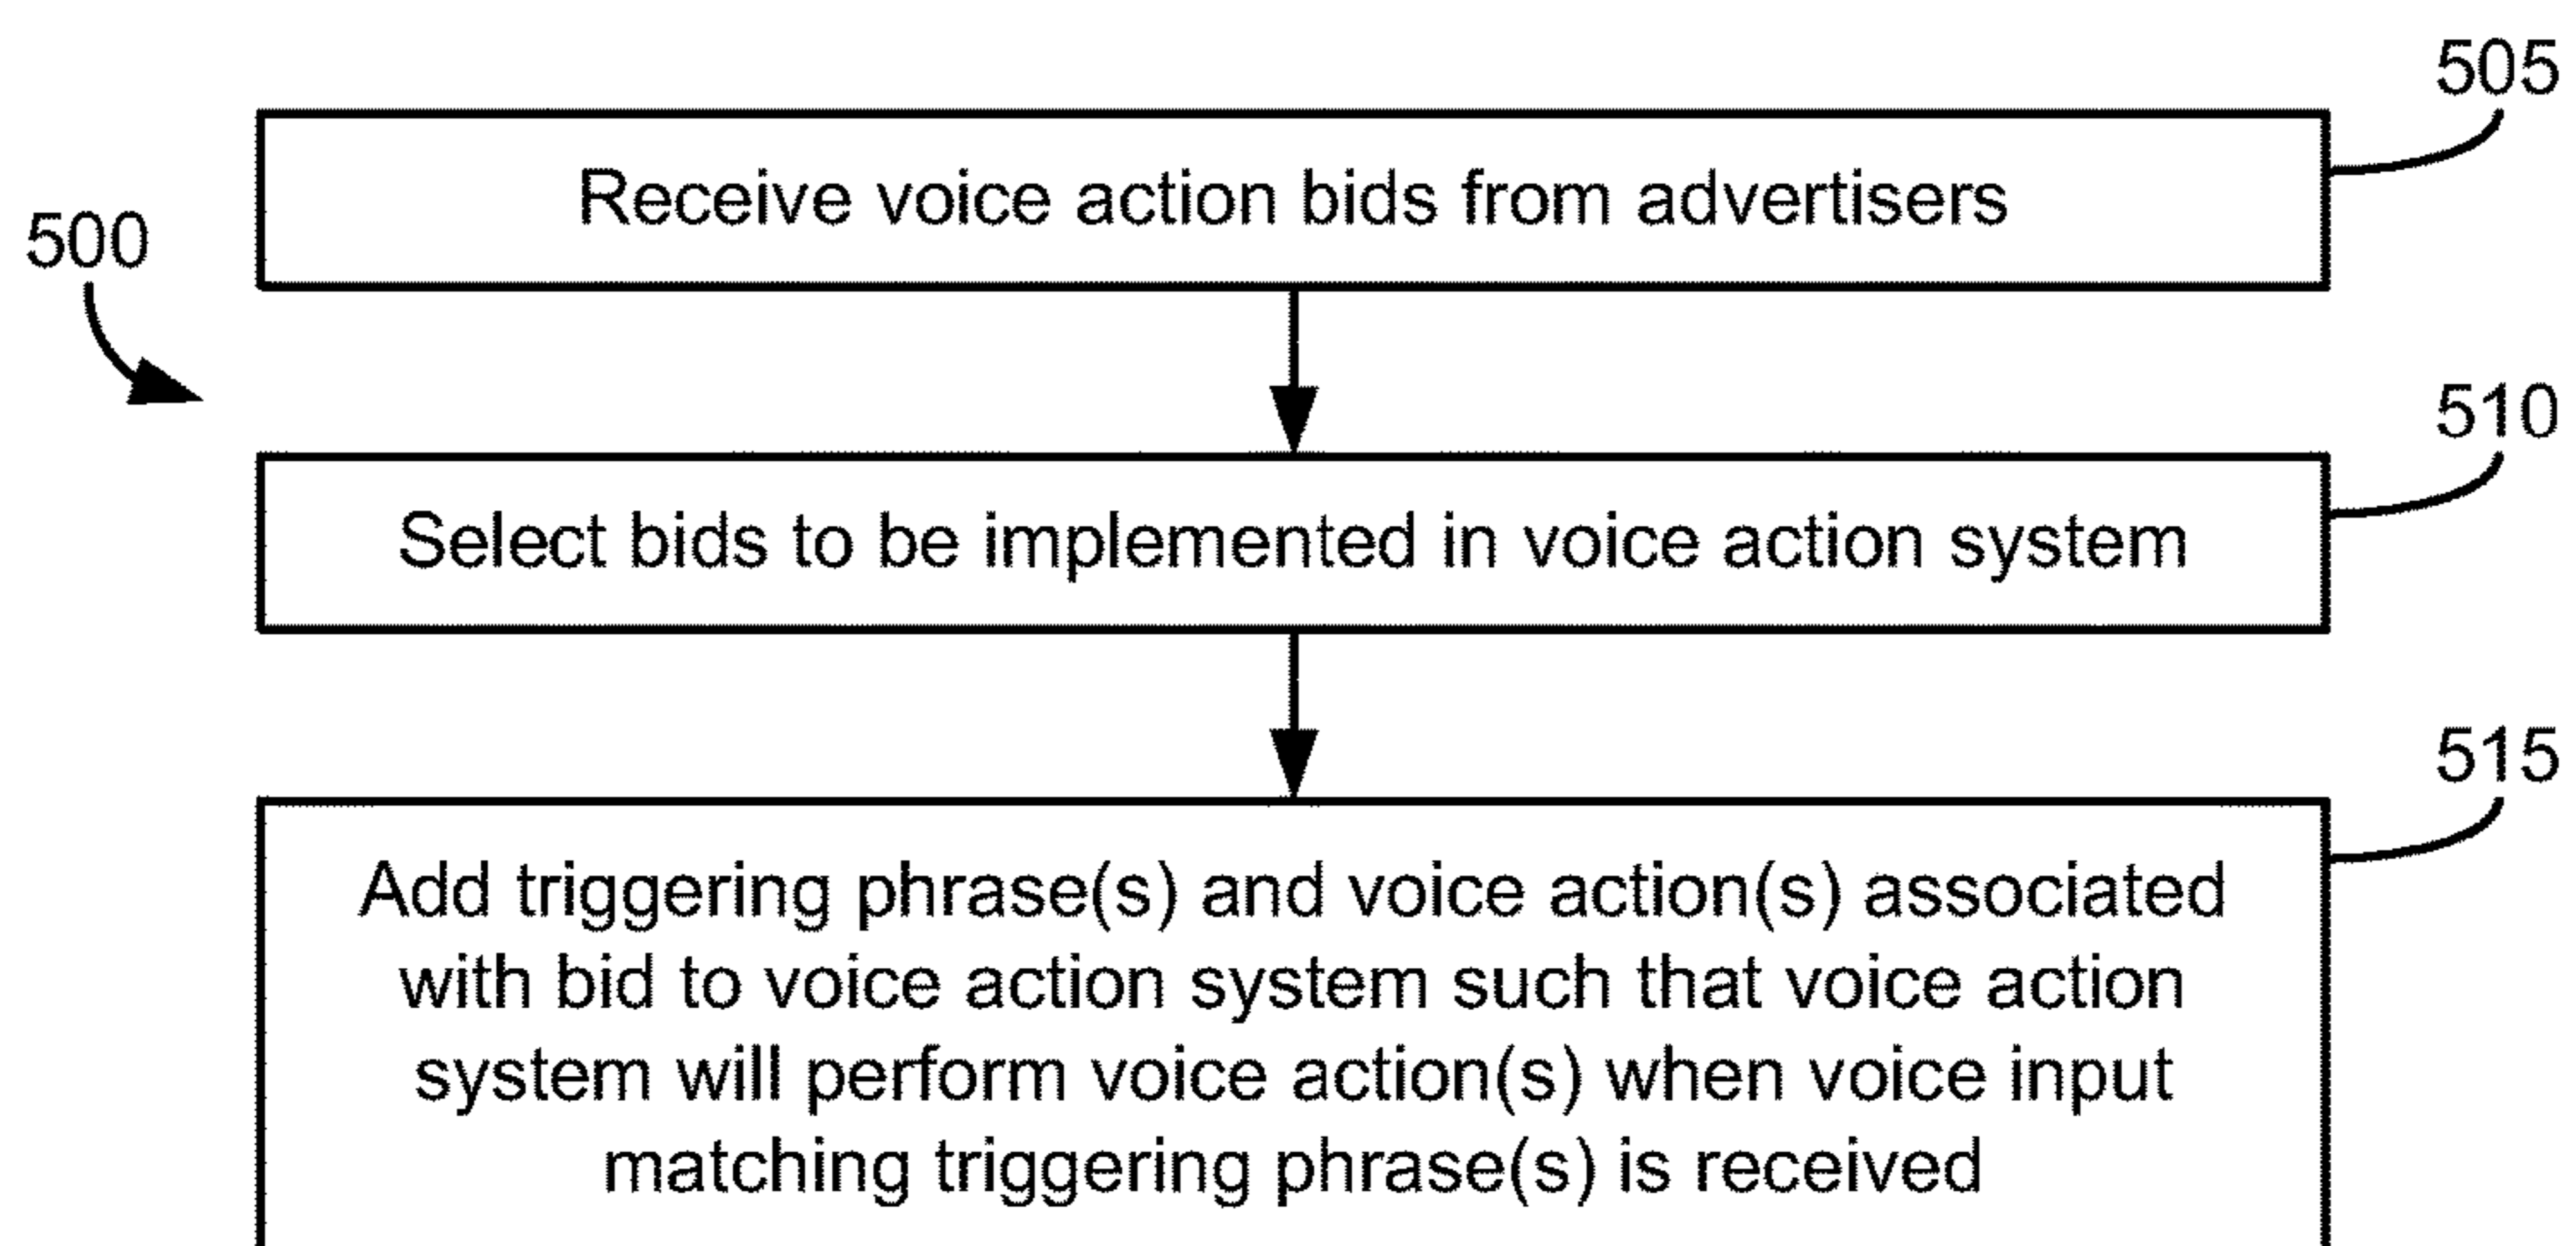 505
Receive voice action bids from advertisers
500
510
Select bids to be implemented in voice action system
515
Add triggering phrase(s) and voice action(s) associated
with bid to voice action system such that voice action
system will perform voice action(s) when voice input
matching triggering phrase(s) is received